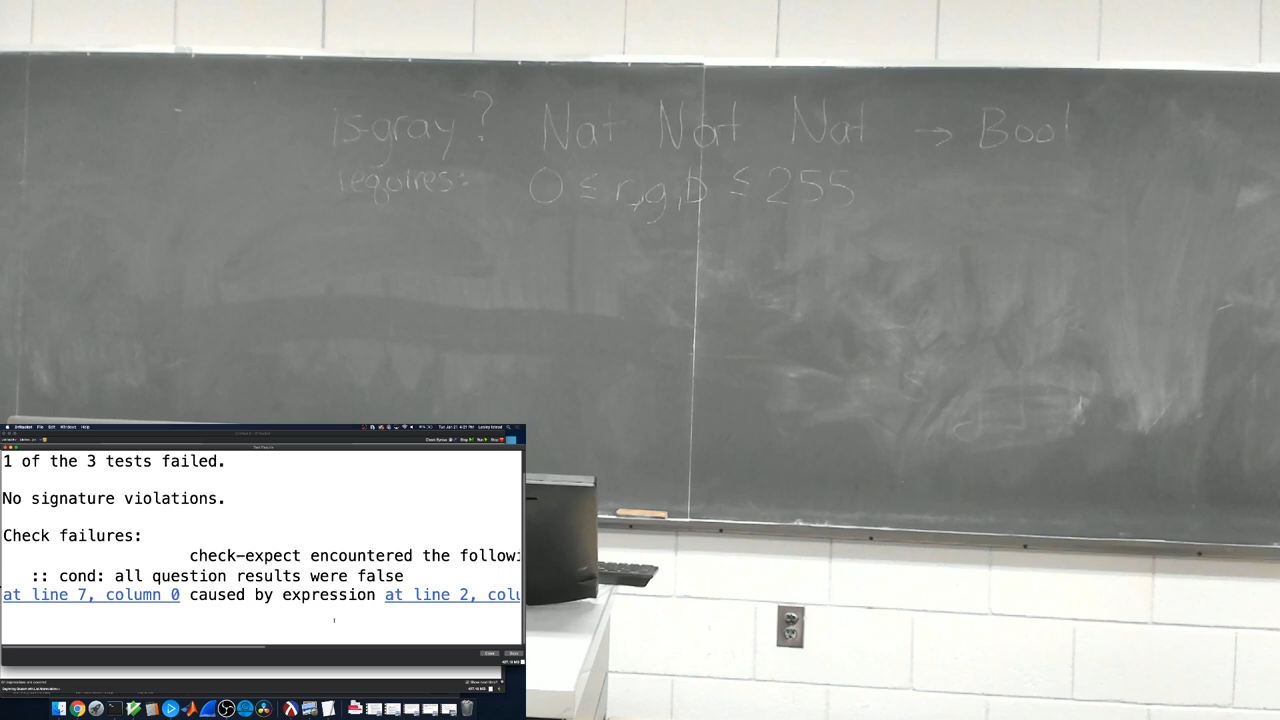 is-gray? Nat Nat Nat → Bool
requires: 0 ≤ r,g,b ≤ 255
1 of the 3 tests failed.
No signature violations.
Check failures:
check-expect encountered the followi
:: cond: all question results were false
at line 7, column 0 caused by expression at line 2, colu